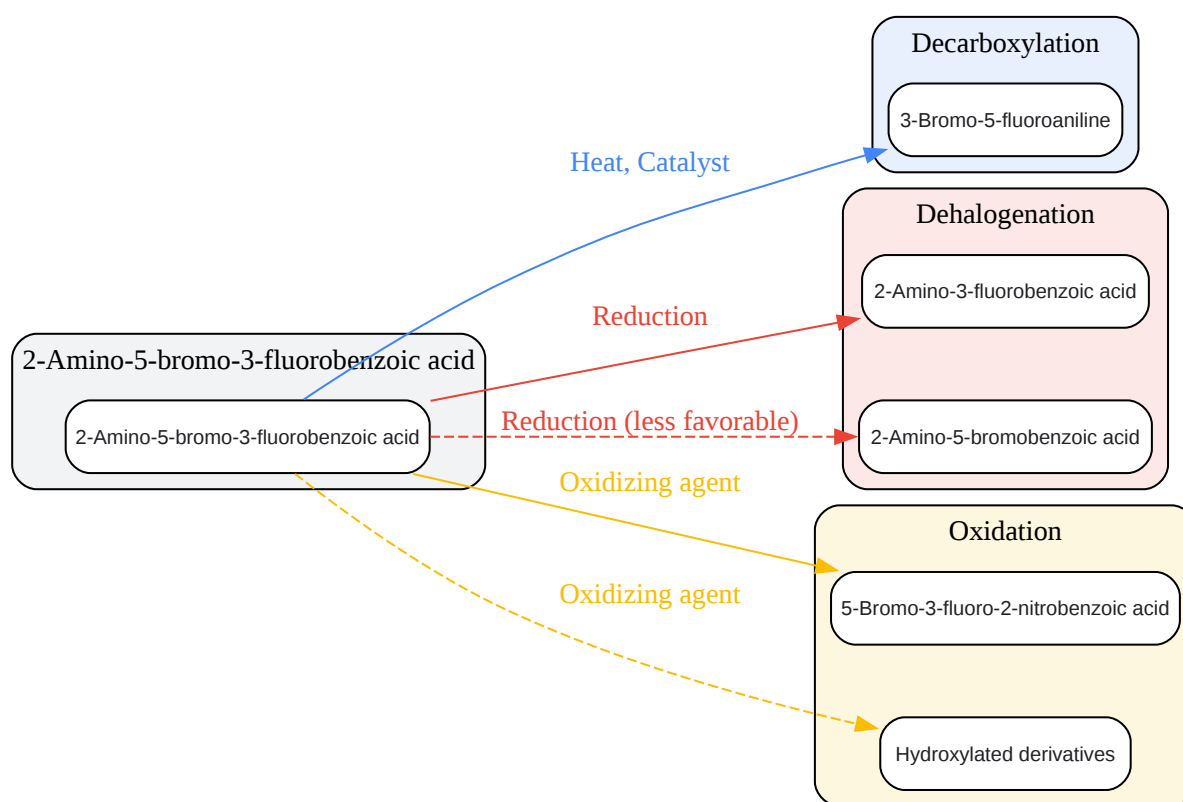 Decarboxylation
3-Bromo-5-fluoroaniline
Heat, Catalyst
Dehalogenation
2-Amino-3-fluorobenzoic acid
Reduction
2-Amino-5-bromo-3-fluorobenzoic acid
2-Amino-5-bromo-3-fluorobenzoic acid
Reduction (less favorable)
2-Amino-5-bromobenzoic acid
Oxidizing agent
Oxidation
5-Bromo-3-fluoro-2-nitrobenzoic acid
Oxidizing agent
Hydroxylated derivatives